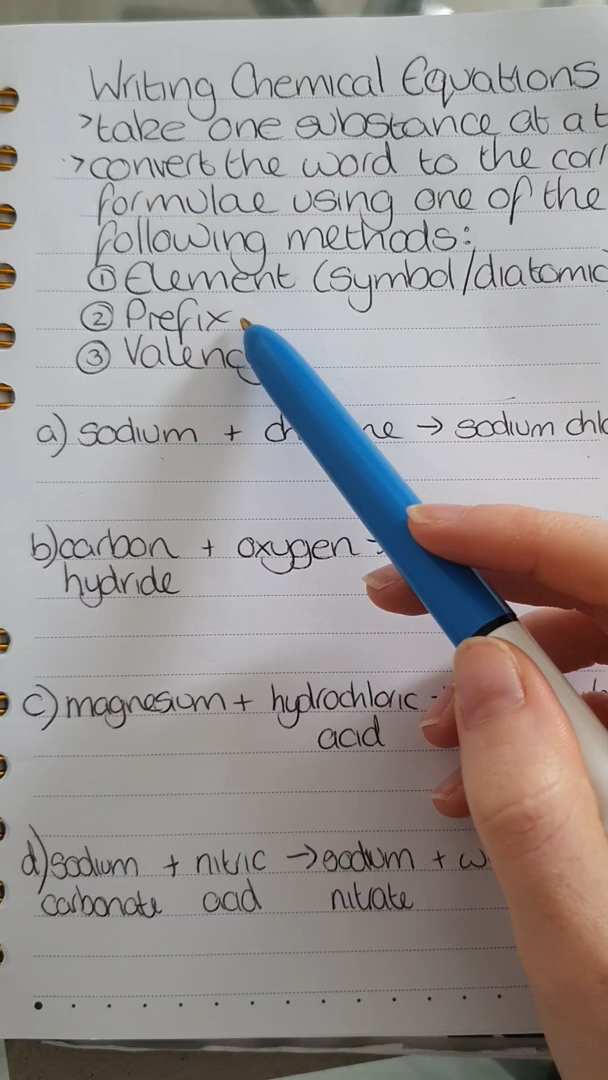 Writing Chemical Equations
>take one substance at a t
>convert the word to the corr
formulae using one of the
following methods:
① Element (symbol/diatomic
② Prefix
③ Valenc
a) sodium + ch ne → sodium chlo
b) carbon + oxygen
hydride
c) magnesium + hydrochloric
acid
d) sodium + nitric → sodium + w
carbonate acid nitrate